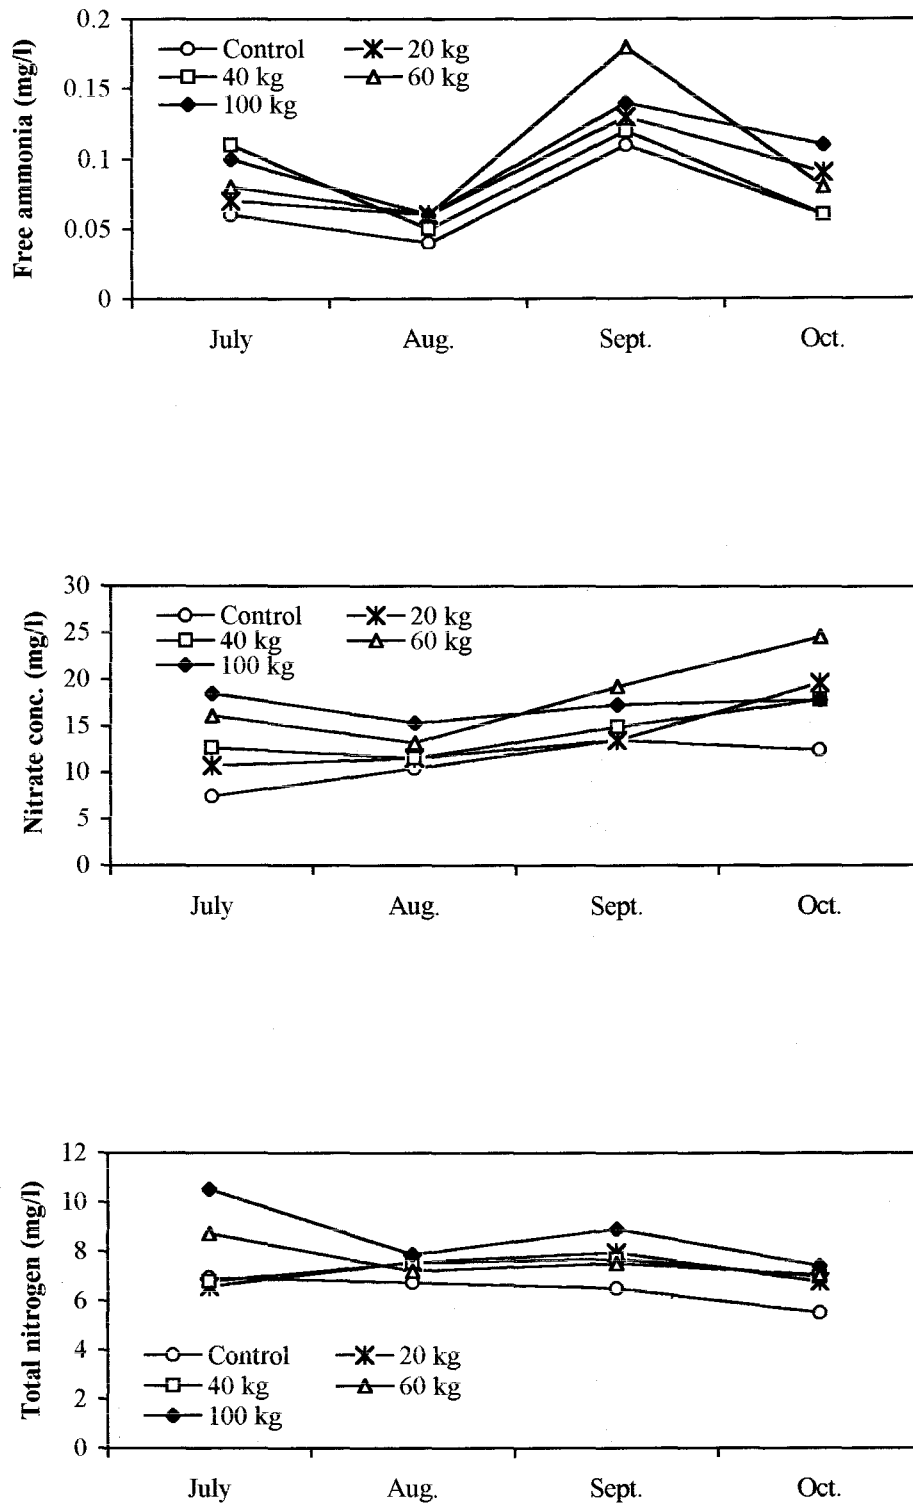 Free ammonia (mg/l)
0.2
0.15
0.1
0.05
0
Control
20 kg
40 kg
60 kg
100 kg
July
Aug.
Sept.
Oct.
Nitrate conc. (mg/l)
30
25
20
15
10
5
0
Control
20 kg
40 kg
60 kg
100 kg
July
Aug.
Sept.
Oct.
Total nitrogen (mg/l)
12
10
8
6
4
2
0
Control
20 kg
40 kg
60 kg
100 kg
July
Aug.
Sept.
Oct.